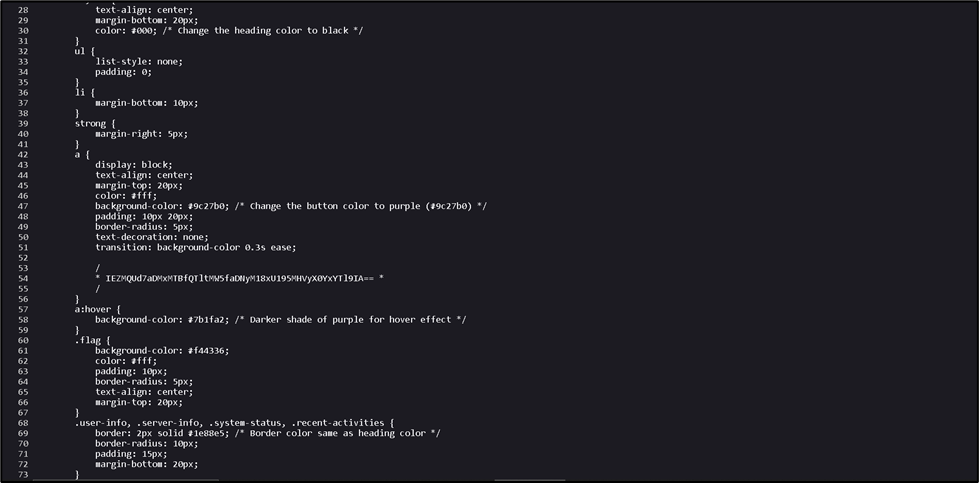 28 text-align: center;
29 margin-bottom: 20px;
30 color: #000; /* Change the heading color to black */
31 }
32 ul {
33 list-style: none;
34 padding: 0;
35 }
36 li {
37 margin-bottom: 10px;
38 }
39 strong {
40 margin-right: 5px;
41 }
42 a {
43 display: block;
44 text-align: center;
45 margin-top: 20px;
46 color: #fff;
47 background-color: #9c27b0; /* Change the button color to purple (#9c27b0) */
48 padding: 10px 20px;
49 border-radius: 5px;
50 text-decoration: none;
51 transition: background-color 0.3s ease;
52
53 /
54 * IEZMQUd7aDMxMTBfQTltMW5faDNyM18xU195MHVyX0YxYTl9IA== *
55 /
56 }
57 a:hover {
58 background-color: #7b1fa2; /* Darker shade of purple for hover effect */
59 }
60 .flag {
61 background-color: #f44336;
62 color: #fff;
63 padding: 10px;
64 border-radius: 5px;
65 text-align: center;
66 margin-top: 20px;
67 }
68 .user-info, .server-info, .system-status, .recent-activities {
69 border: 2px solid #1e88e5; /* Border color same as heading color */
70 border-radius: 10px;
71 padding: 15px;
72 margin-bottom: 20px;
73 }